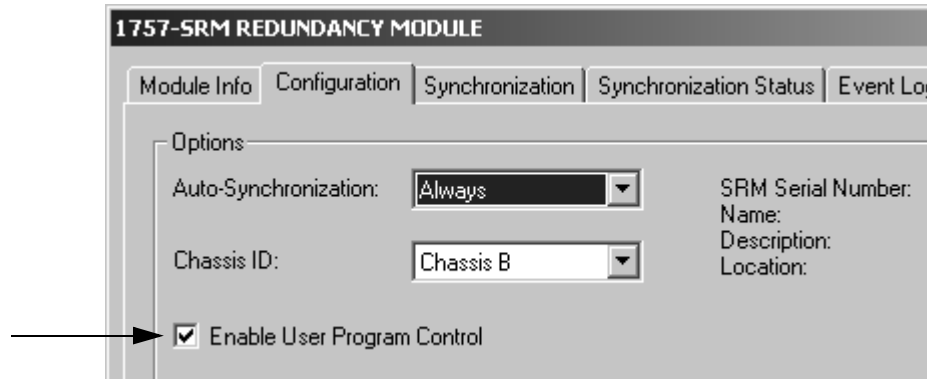 1757-SRM REDUNDANCY MODULE
Module Info Configuration Synchronization Synchronization Status Event Lo
Options
Auto-Synchronization: Always SRM Serial Number:
Name:
Description:
Chassis ID: Chassis B Location:
Enable User Program Control